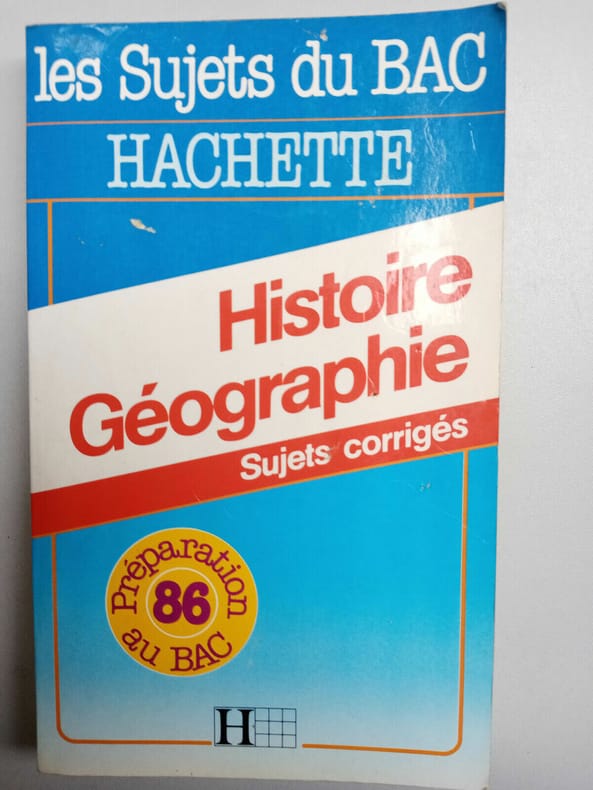 les Sujets du BAC
HACHETTE
Histoire
Géographie
Sujets corrigés
Préparation
86
au BAC
H